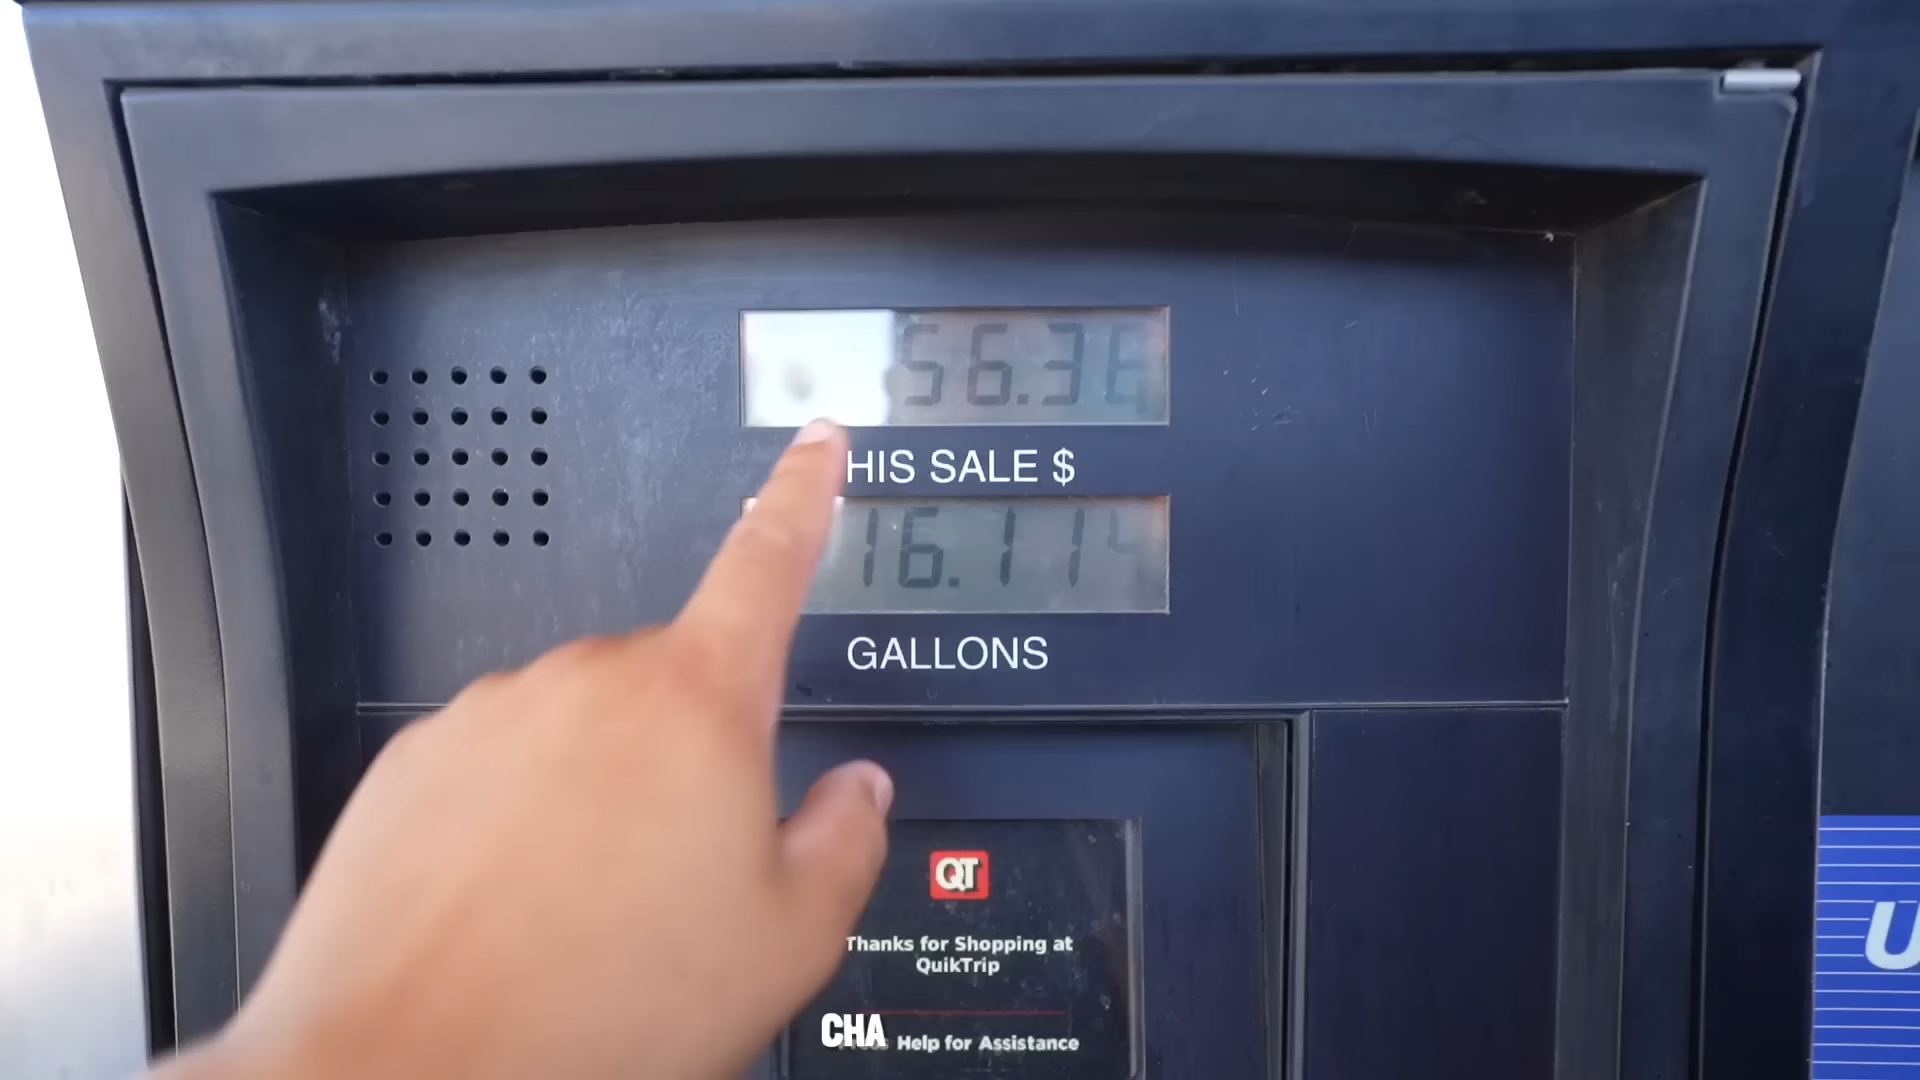 56.36
HIS SALE $
16.114
GALLONS
QT
Thanks for Shopping at
QuikTrip
CHA
Help for Assistance
U